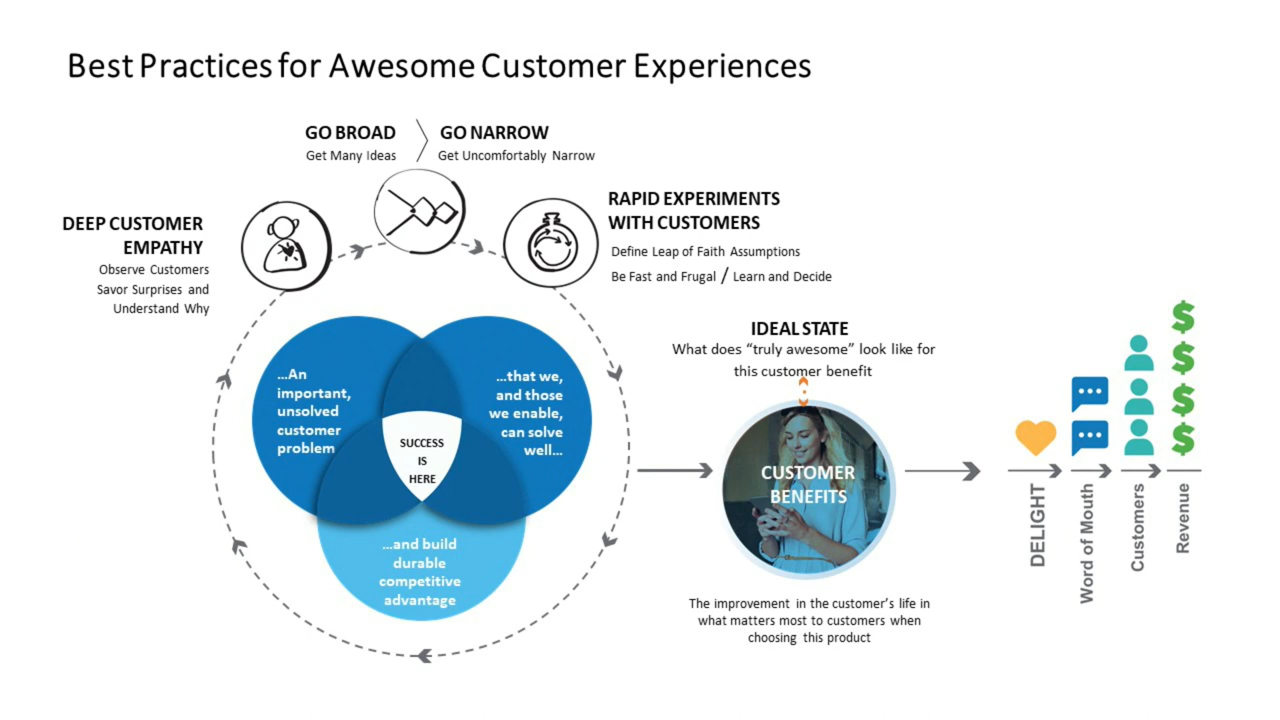 Best Practices for Awesome Customer Experiences
GO BROAD
Get Many Ideas
GO NARROW
Get Uncomfortably Narrow
DEEP CUSTOMER
EMPATHY
Observe Customers
Savor Surprises and
Understand Why
RAPID EXPERIMENTS
WITH CUSTOMERS
Define Leap of Faith Assumptions
Be Fast and Frugal / Learn and Decide
...An
important,
unsolved
customer
problem
...that we,
and those
we enable,
can solve
well...
SUCCESS
IS
HERE
...and build
durable
competitive
advantage
IDEAL STATE
What does “truly awesome” look like for
this customer benefit
CUSTOMER
BENEFITS
The improvement in the customer’s life in
what matters most to customers when
choosing this product
DELIGHT
Word of Mouth
Customers
Revenue
$
$
$
$